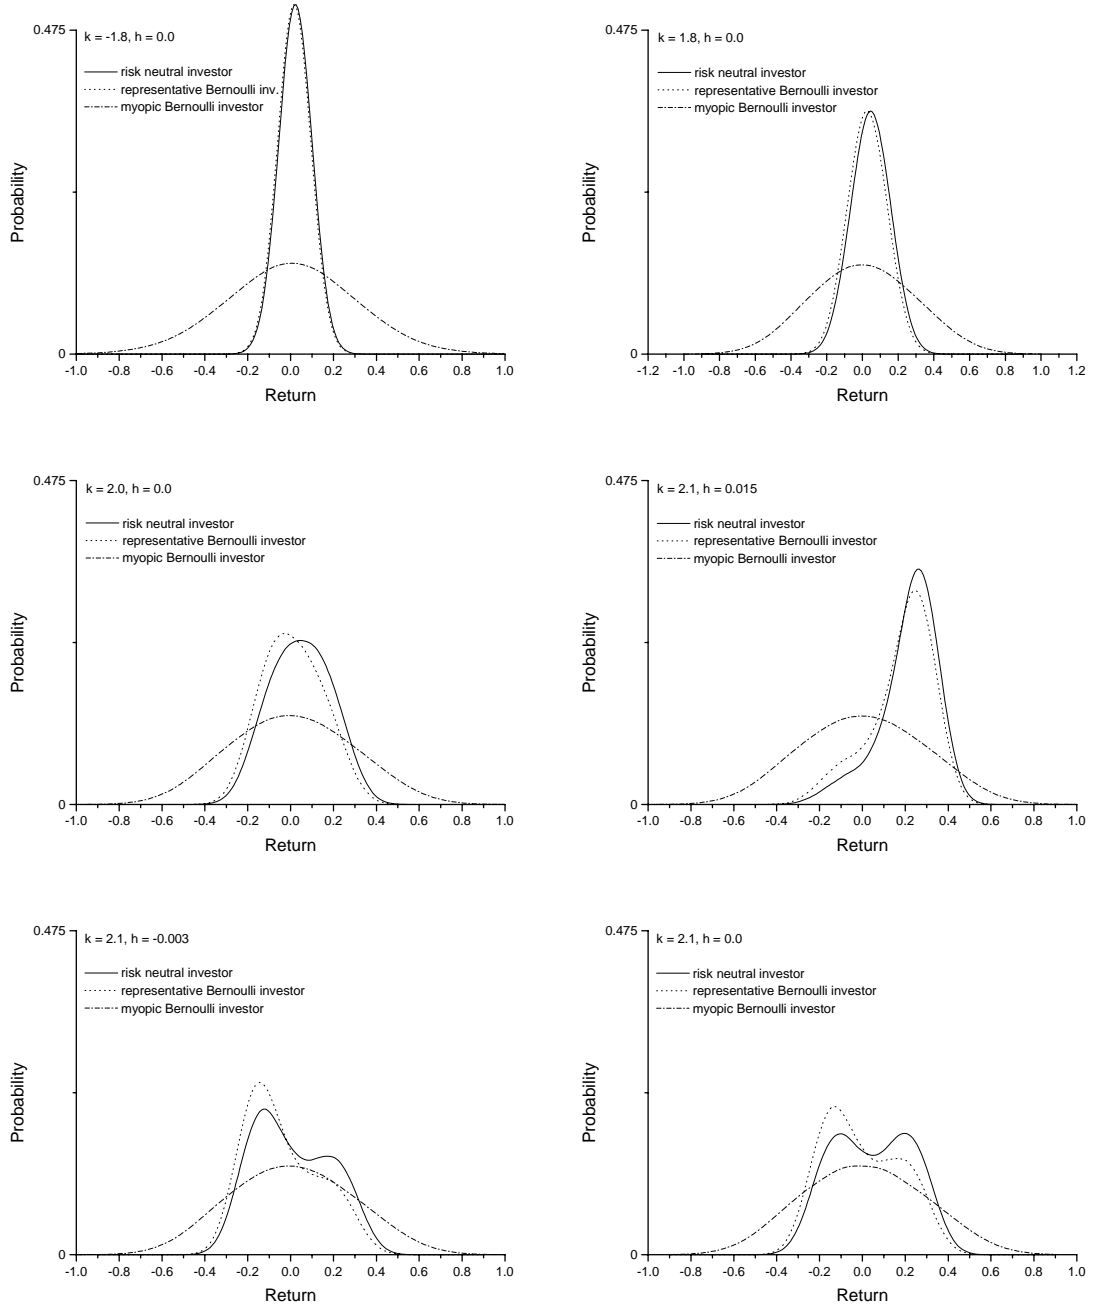 0.475
k = -1.8, h = 0.0
risk neutral investor
representative Bernoulli inv.
myopic Bernoulli investor
Probability
0
-1.0 -0.8 -0.6 -0.4 -0.2 0.0 0.2 0.4 0.6 0.8 1.0
Return
0.475
k = 1.8, h = 0.0
risk neutral investor
representative Bernoulli investor
myopic Bernoulli investor
Probability
0
-1.2 -1.0 -0.8 -0.6 -0.4 -0.2 0.0 0.2 0.4 0.6 0.8 1.0 1.2
Return
0.475
k = 2.0, h = 0.0
risk neutral investor
representative Bernoulli investor
myopic Bernoulli investor
Probability
0
-1.0 -0.8 -0.6 -0.4 -0.2 0.0 0.2 0.4 0.6 0.8 1.0
Return
0.475
k = 2.1, h = 0.015
risk neutral investor
representative Bernoulli investor
myopic Bernoulli investor
Probability
0
-1.0 -0.8 -0.6 -0.4 -0.2 0.0 0.2 0.4 0.6 0.8 1.0
Return
0.475
k = 2.1, h = -0.003
risk neutral investor
representative Bernoulli investor
myopic Bernoulli investor
Probability
0
-1.0 -0.8 -0.6 -0.4 -0.2 0.0 0.2 0.4 0.6 0.8 1.0
Return
0.475
k = 2.1, h = 0.0
risk neutral investor
representative Bernoulli investor
myopic Bernoulli investor
Probability
0
-1.0 -0.8 -0.6 -0.4 -0.2 0.0 0.2 0.4 0.6 0.8 1.0
Return